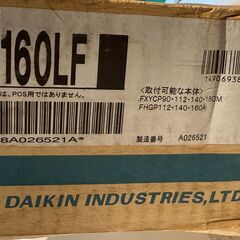 160LF
T4906938
は、POS用ではありません。
<取付可能な本体>
FXYCP90・112・140・160M
FHGP112・140・160A
8A026521A*
製造番号 A026521
DAIKIN INDUSTRIES,LTD